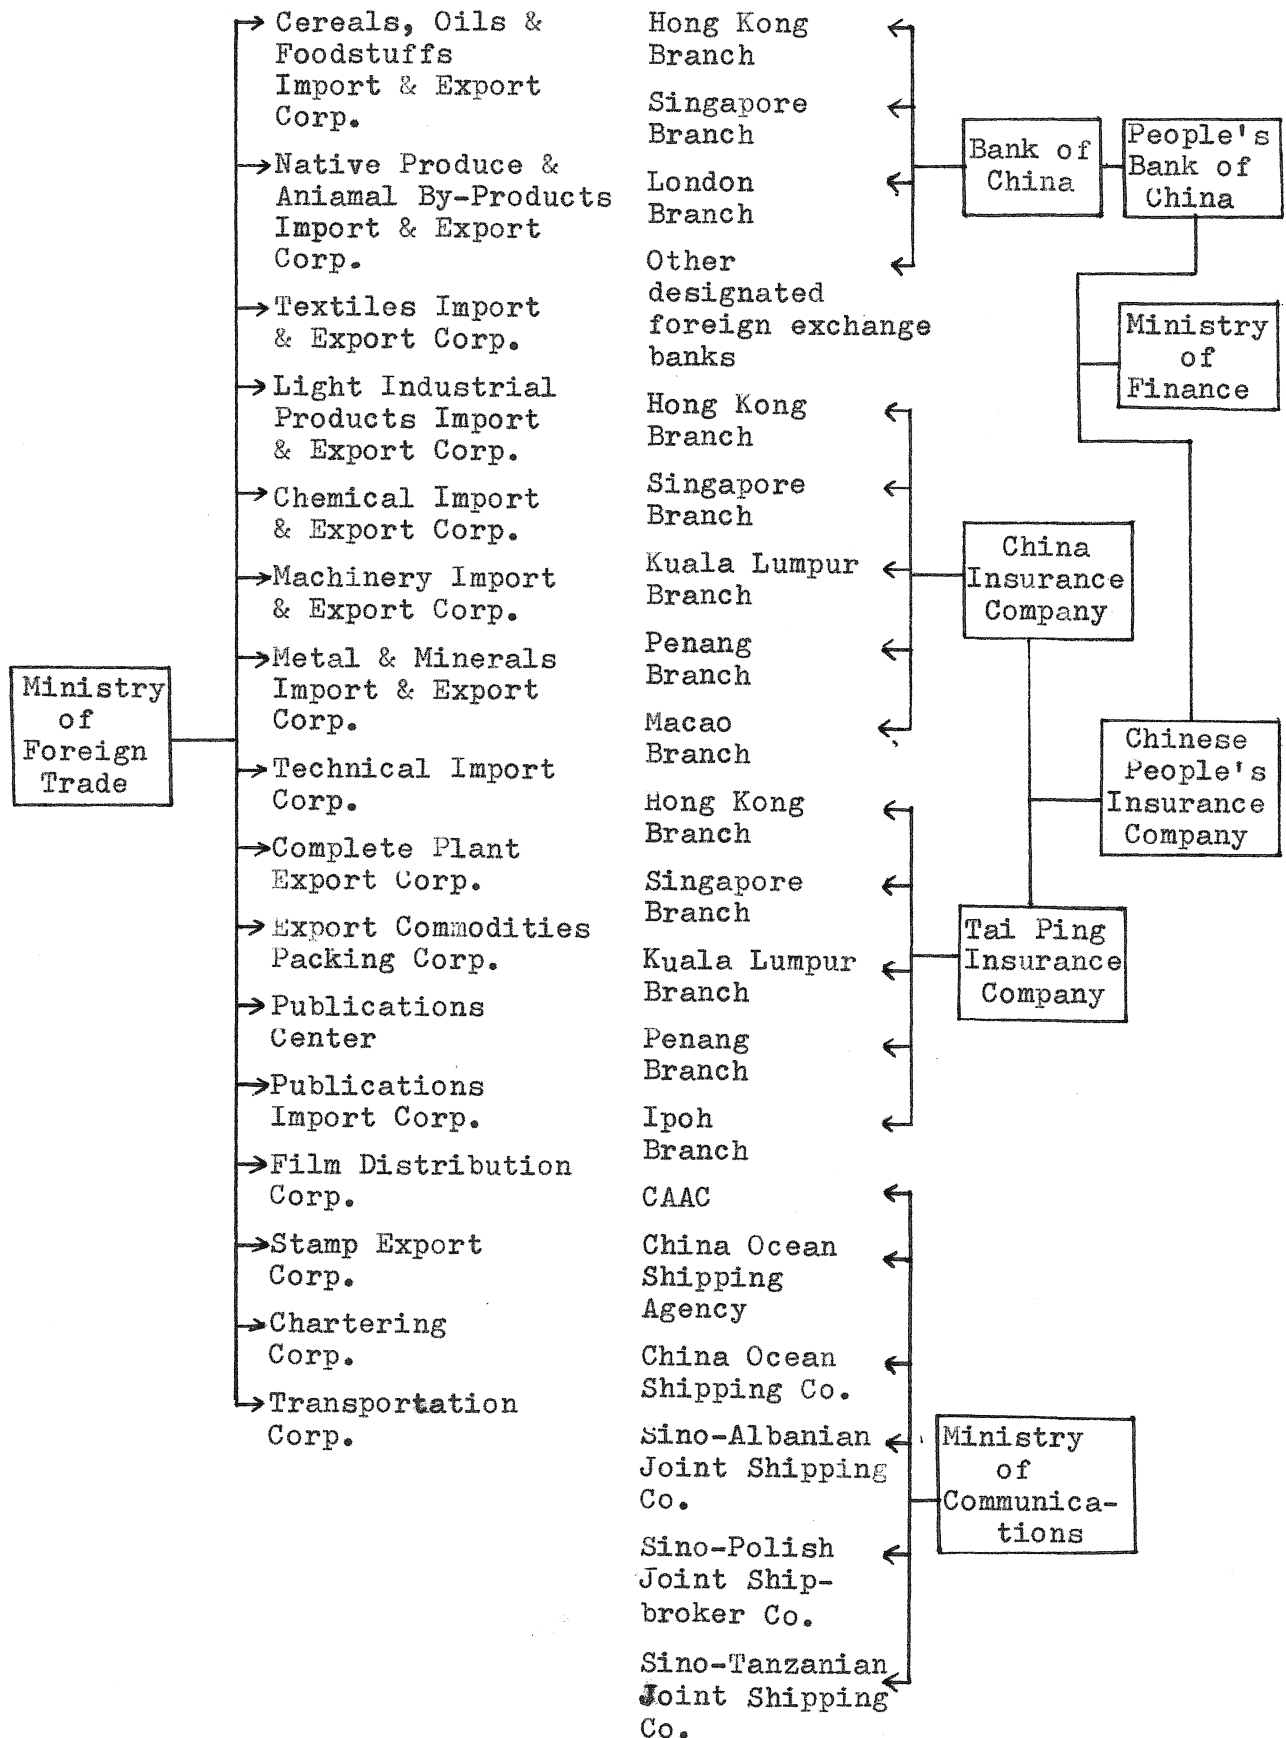 Cereals, Oils &
Foodstuffs
Import & Export
Corp.
Native Produce &
Aniamal By-Products
Import & Export
Corp.
Textiles Import
& Export Corp.
Light Industrial
Products Import
& Export Corp.
Chemical Import
& Export Corp.
Machinery Import
& Export Corp.
Metal & Minerals
Import & Export
Corp.
Technical Import
Corp.
Complete Plant
Export Corp.
Export Commodities
Packing Corp.
Publications
Center
Publications
Import Corp.
Film Distribution
Corp.
Stamp Export
Corp.
Chartering
Corp.
Transportation
Corp.
Ministry
of
Foreign
Trade
Hong Kong
Branch
Singapore
Branch
London
Branch
Other
designated
foreign exchange
banks
Hong Kong
Branch
Singapore
Branch
Kuala Lumpur
Branch
Penang
Branch
Macao
Branch
Hong Kong
Branch
Singapore
Branch
Kuala Lumpur
Branch
Penang
Branch
Ipoh
Branch
CAAC
China Ocean
Shipping
Agency
China Ocean
Shipping Co.
Sino-Albanian
Joint Shipping
Co.
Sino-Polish
Joint Ship-
broker Co.
Sino-Tanzanian
Joint Shipping
Co.
Bank of
China
People's
Bank of
China
Ministry
of
Finance
China
Insurance
Company
Chinese
People's
Insurance
Company
Tai Ping
Insurance
Company
Ministry
of
Communica-
tions